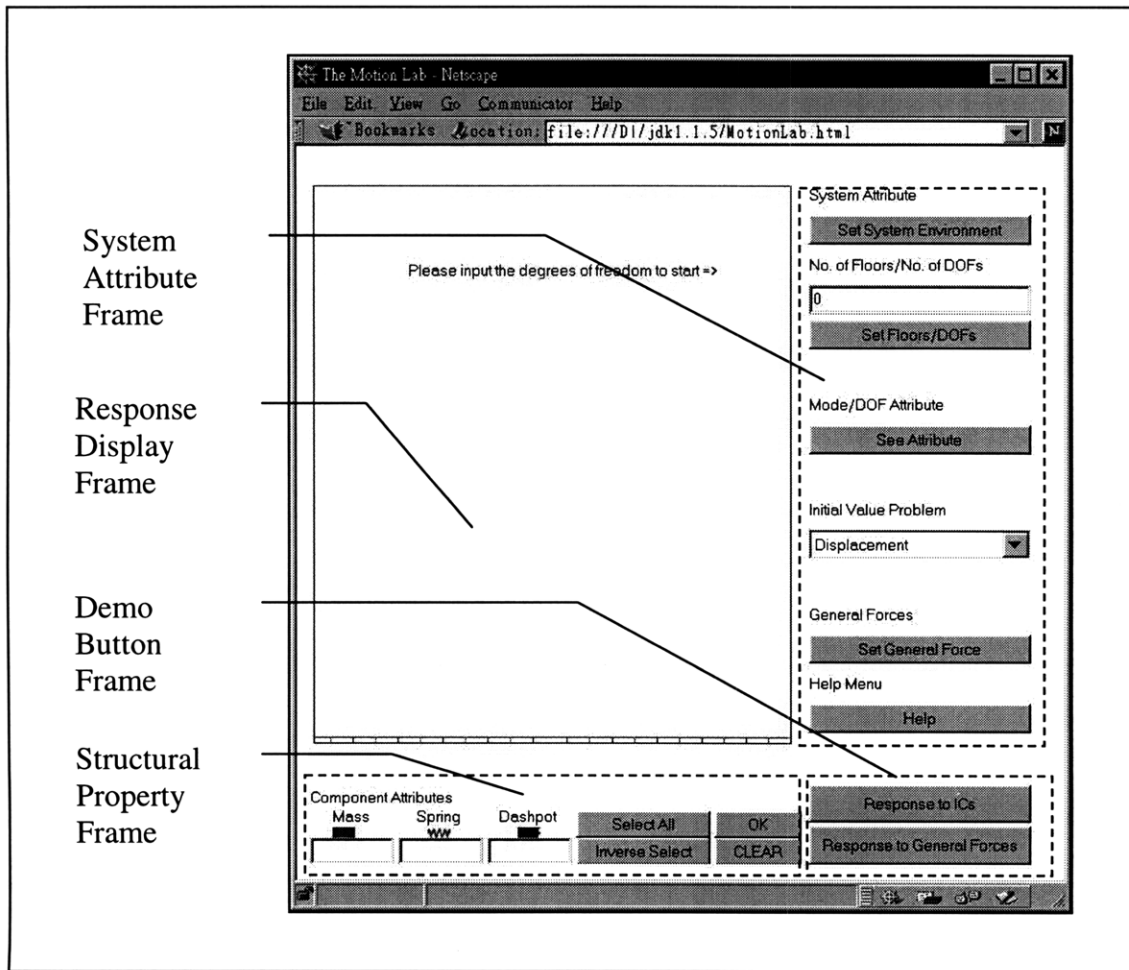 The Motion Lab - Netscape
File Edit View Go Communicator Help
Bookmarks Location: file:///D|/jdk1.1.5/MotionLab.html
N
System
Attribute
Frame
Response
Display
Frame
Demo
Button
Frame
Structural
Property
Frame
Please input the degrees of freedom to start =>
System Attribute
Set System Environment
No. of Floors/No. of DOFs
0
Set Floors/DOFs
Mode/DOF Attribute
See Attribute
Initial Value Problem
Displacement
General Forces
Set General Force
Help Menu
Help
Component Attributes
Mass Spring Dashpot
Select All OK
Inverse Select CLEAR
Response to ICs
Response to General Forces